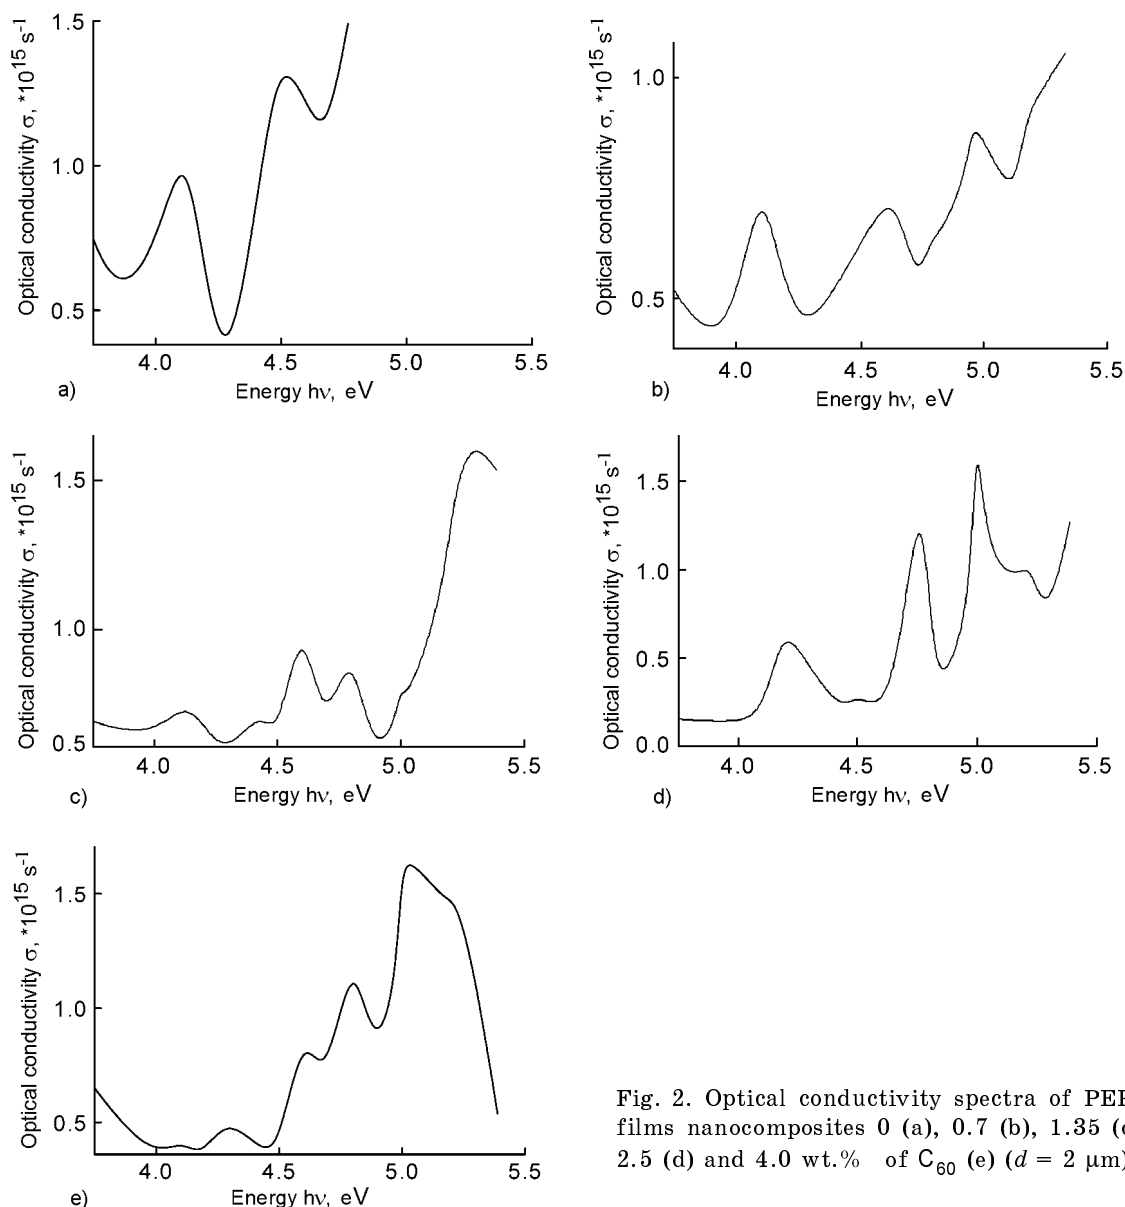 Optical conductivity σ, *10^15 s^-1
1.5
1.0
0.5
4.0 4.5 5.0 5.5
a)
Energy hν, eV
Optical conductivity σ, *10^15 s^-1
1.0
0.5
4.0 4.5 5.0 5.5
b)
Energy hν, eV
Optical conductivity σ, *10^15 s^-1
1.5
1.0
0.5
4.0 4.5 5.0 5.5
c)
Energy hν, eV
Optical conductivity σ, *10^15 s^-1
1.5
1.0
0.5
0.0
4.0 4.5 5.0 5.5
d)
Energy hν, eV
Optical conductivity σ, *10^15 s^-1
1.5
1.0
0.5
4.0 4.5 5.0 5.5
e)
Energy hν, eV
Fig. 2. Optical conductivity spectra of
films nanocomposites 0 (a), 0.7 (b), 1.35
2.5 (d) and 4.0 wt.% of C60 (e) (d = 2 μm)